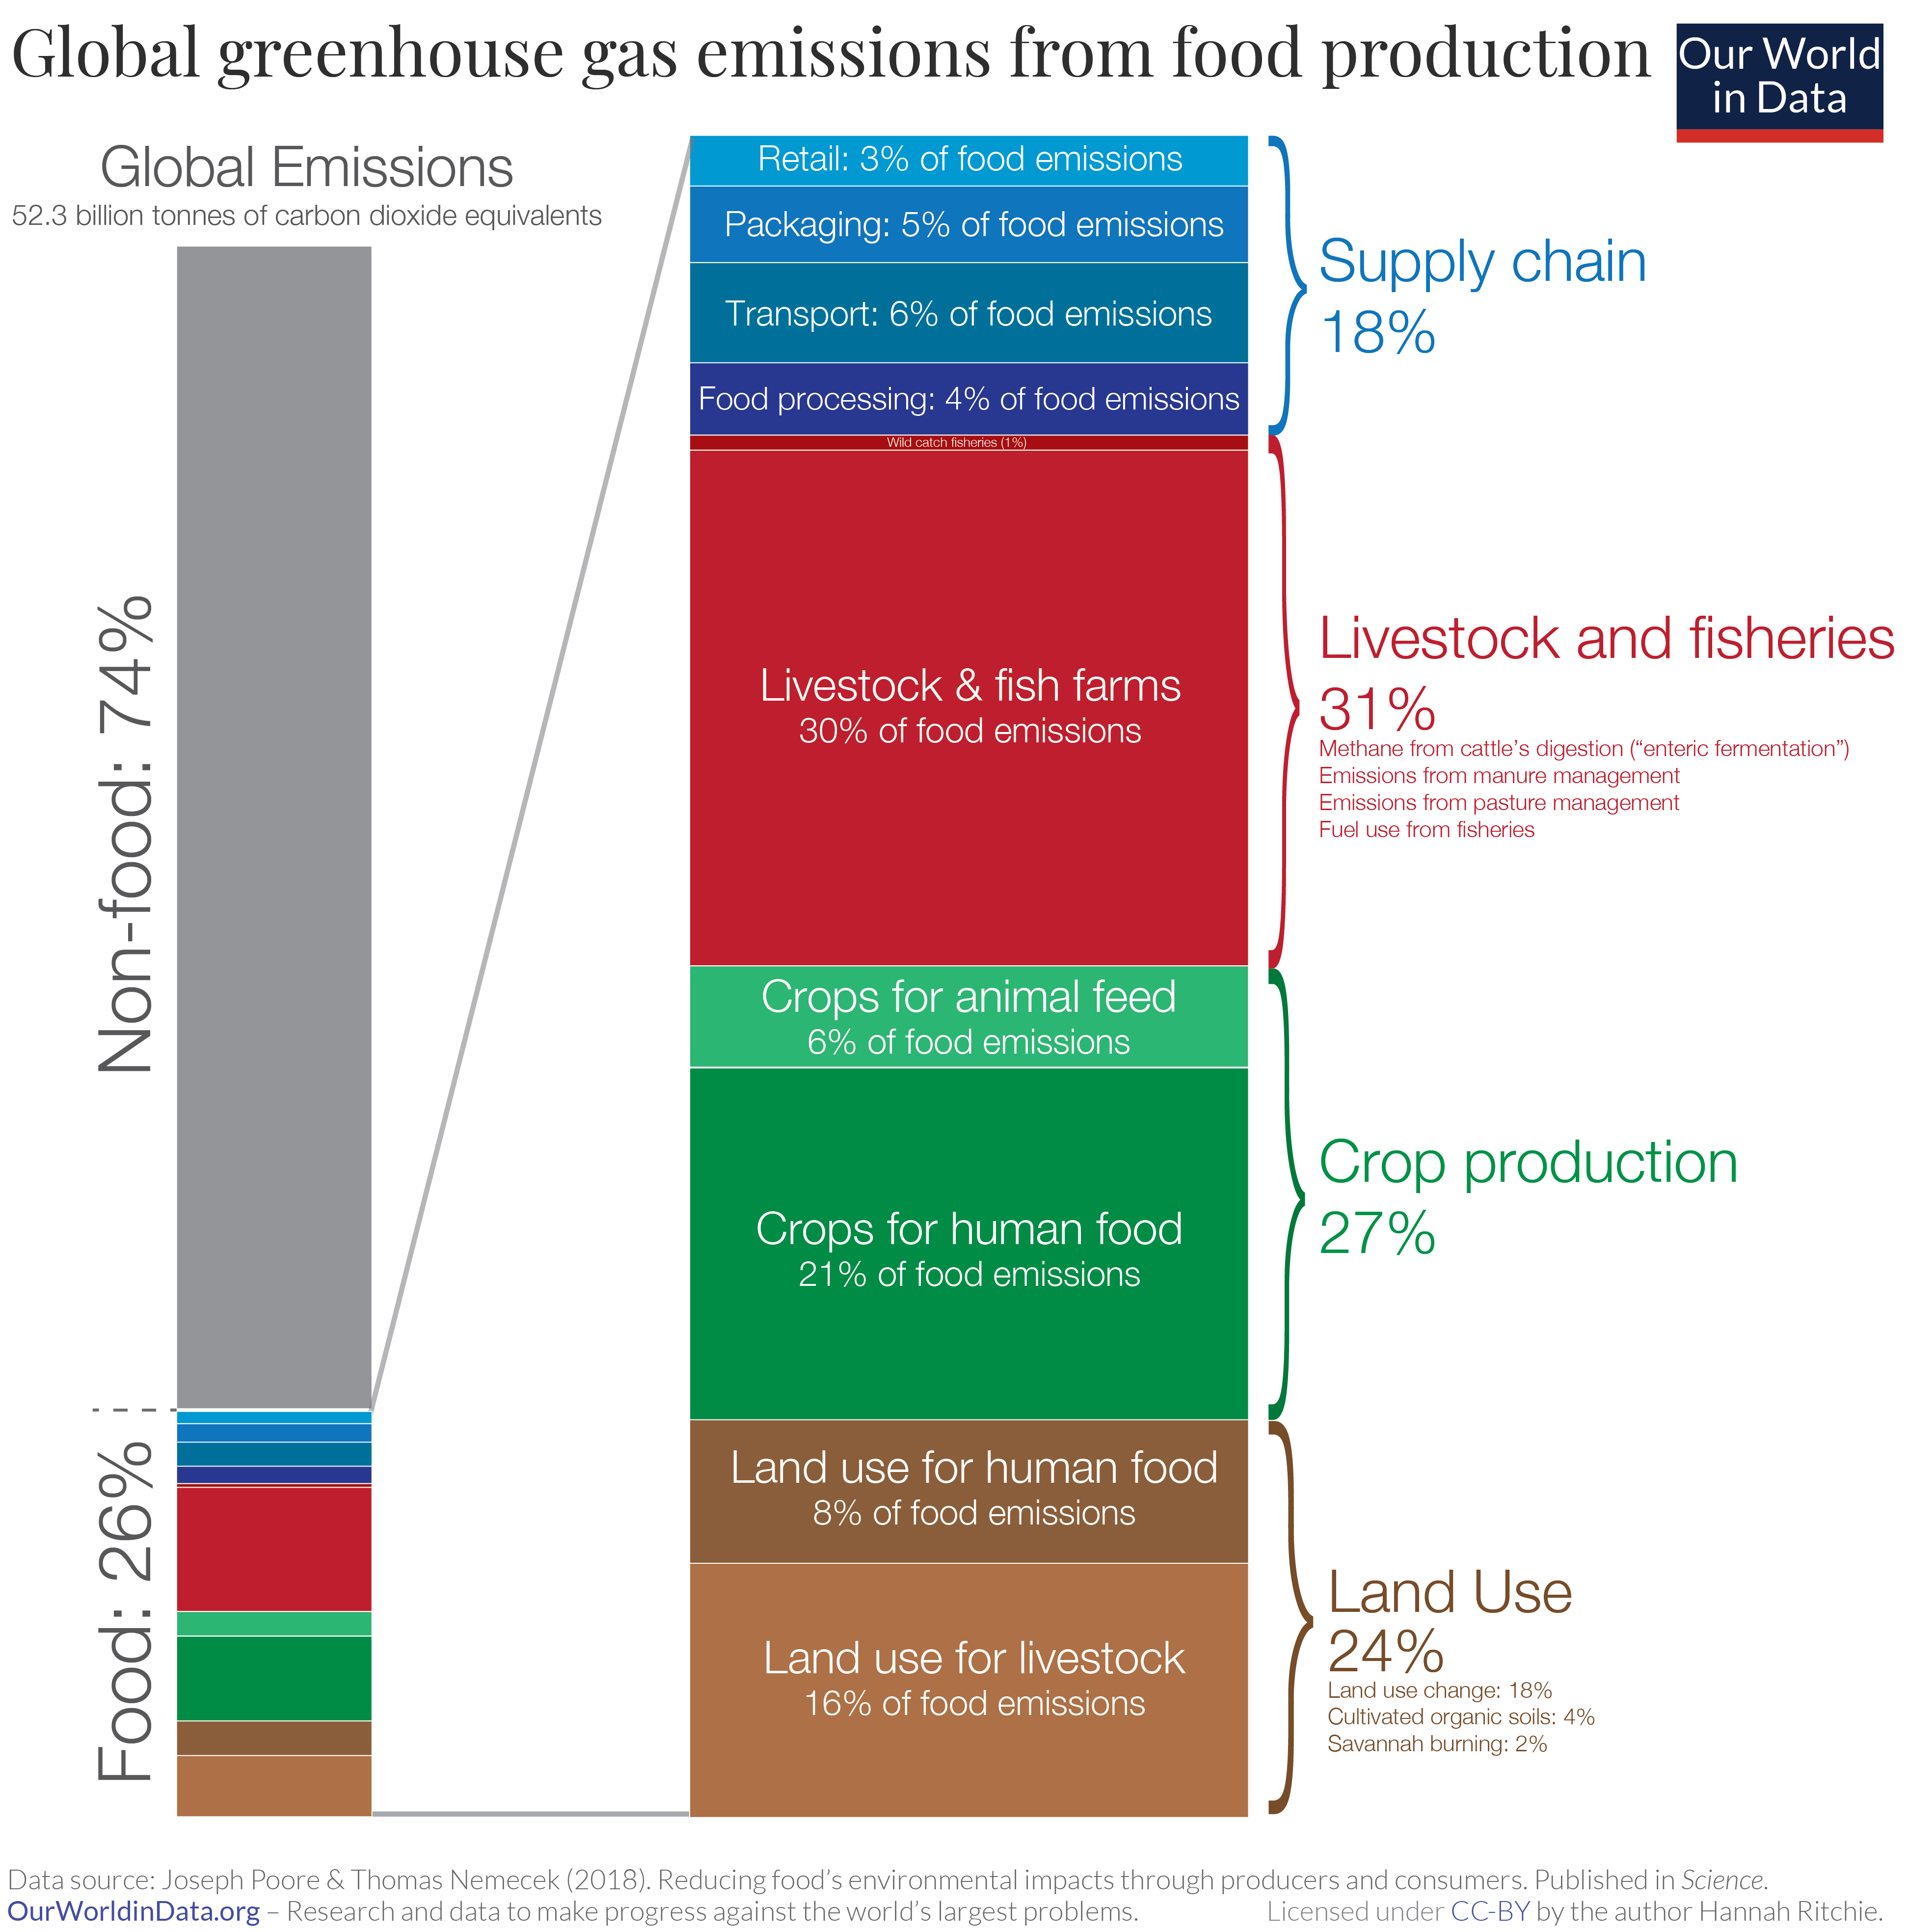 Global greenhouse gas emissions from food production
Our World
in Data
Global Emissions
52.3 billion tonnes of carbon dioxide equivalents
Non-food: 74%
Food: 26%
Retail: 3% of food emissions
Packaging: 5% of food emissions
Transport: 6% of food emissions
Food processing: 4% of food emissions
Wild catch fisheries (1%)
Livestock & fish farms
30% of food emissions
Crops for animal feed
6% of food emissions
Crops for human food
21% of food emissions
Land use for human food
8% of food emissions
Land use for livestock
16% of food emissions
Supply chain
18%
Livestock and fisheries
31%
Methane from cattle’s digestion (“enteric fermentation”)
Emissions from manure management
Emissions from pasture management
Fuel use from fisheries
Crop production
27%
Land Use
24%
Land use change: 18%
Cultivated organic soils: 4%
Savannah burning: 2%
Data source: Joseph Poore & Thomas Nemecek (2018). Reducing food’s environmental impacts through producers and consumers. Published in Science.
OurWorldinData.org – Research and data to make progress against the world’s largest problems.
Licensed under CC-BY by the author Hannah Ritchie.